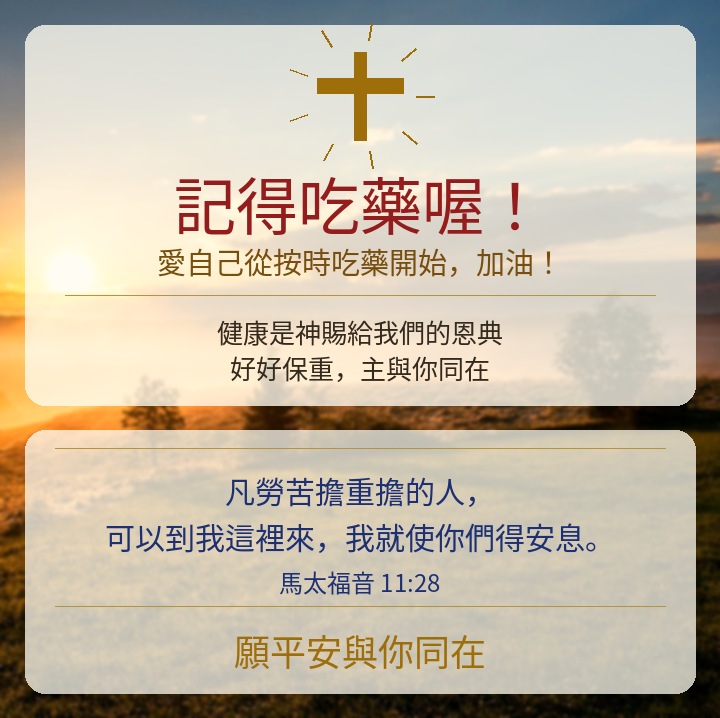 記得吃藥喔！
愛自己從按時吃藥開始，加油！
健康是神賜給我們的恩典
好好保重，主與你同在
凡勞苦擔重擔的人，
可以到我這裡來，我就使你們得安息。
馬太福音 11:28
願平安與你同在